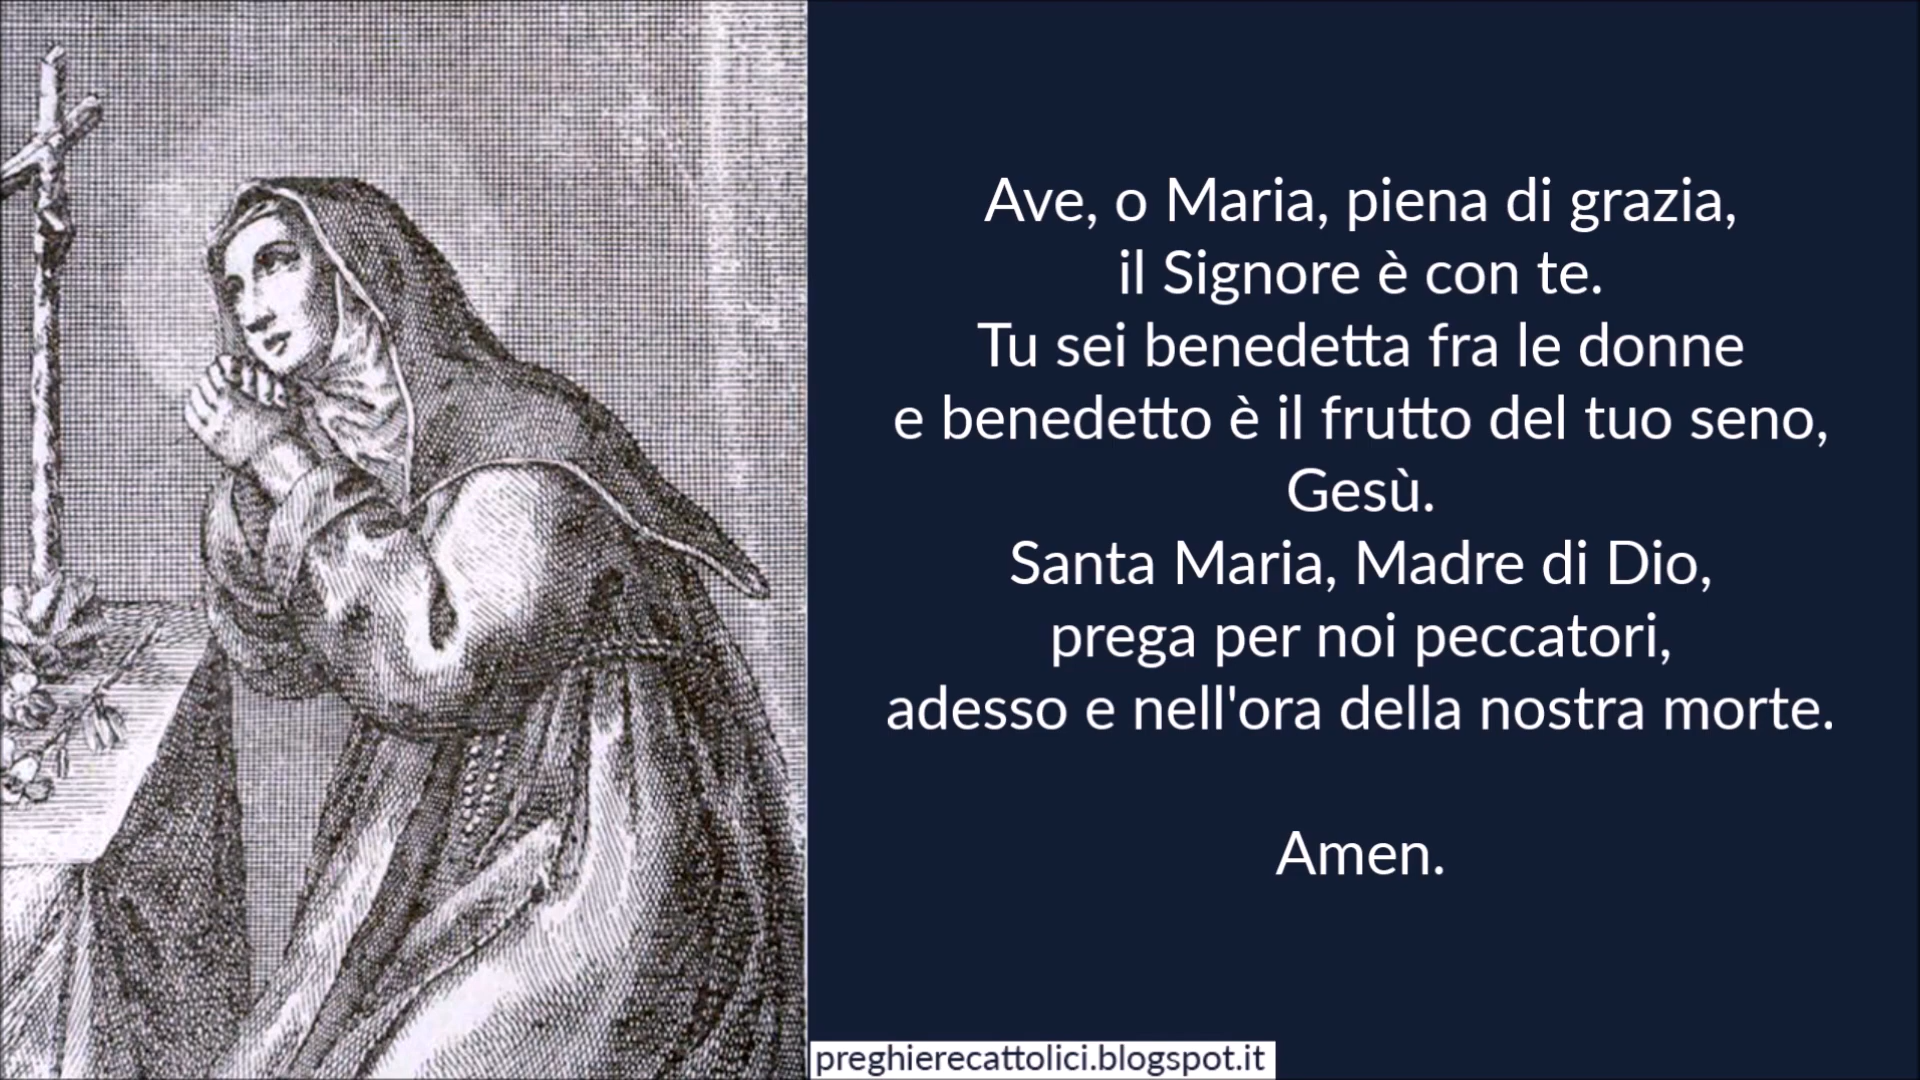 Ave, o Maria, piena di grazia,
il Signore è con te.
Tu sei benedetta fra le donne
e benedetto è il frutto del tuo seno,
Gesù.
Santa Maria, Madre di Dio,
prega per noi peccatori,
adesso e nell'ora della nostra morte.
Amen.
preghierecattolici.blogspot.it